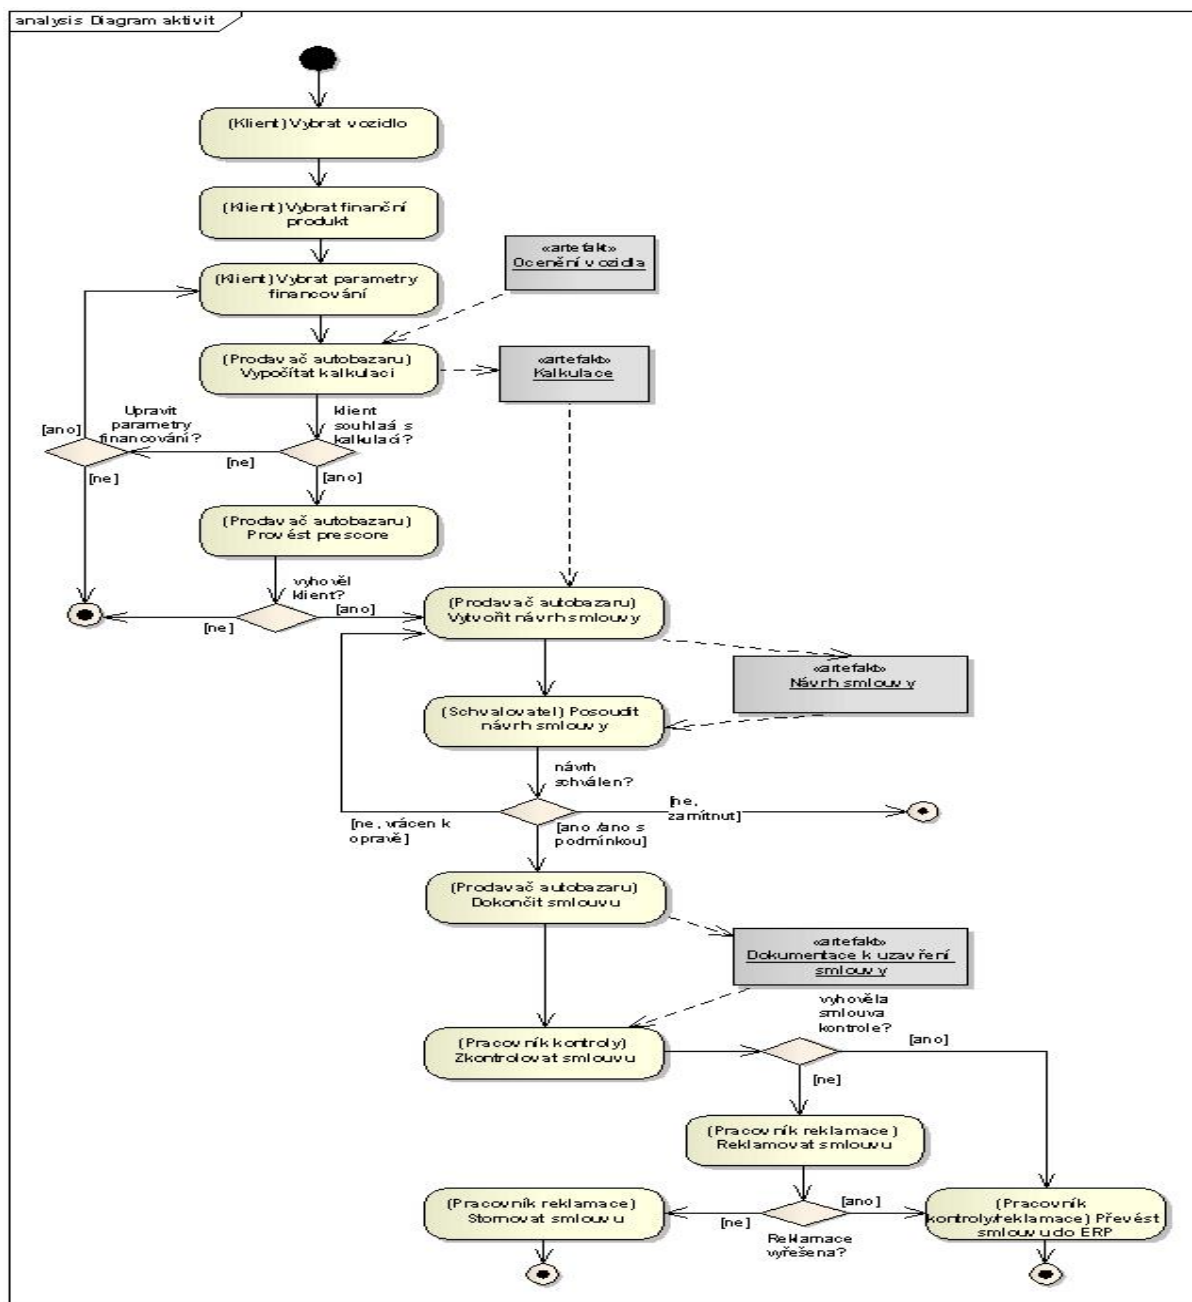 analysis Diagram aktivit
(Klient) Vybrat vozidlo
(Klient) Vybrat finanční
produkt
«artefakt»
Ocenění vozidla
(Klient) Vybrat parametry
financování
(Prodavač autobazaru)
Vypočítat kalkulaci
«artefakt»
Kalkulace
Upravit
parametry
financování?
[ano]
klient
souhlasí s
kalkulací?
[ne]
[ne]
[ano]
(Prodavač autobazaru)
Provést prescore
vyhověl
klient?
[ne]
[ano]
(Prodavač autobazaru)
Vytvořit návrh smlouvy
«artefakt»
Návrh smlouvy
(Schvalovatel) Posoudit
návrh smlouvy
návrh
schválen?
[ne, vrácen k
opravě]
[ano /ano s
podmínkou]
[ne,
zamítnut]
(Prodavač autobazaru)
Dokončit smlouvu
«artefakt»
Dokumentace k uzavření
smlouvy
vyhověla
smlouva
kontrole?
(Pracovník kontroly)
Zkontrolovat smlouvu
[ano]
[ne]
(Pracovník reklamace)
Reklamovat smlouvu
(Pracovník reklamace)
Stornovat smlouvu
[ne]
[ano]
Reklamace
vyřešena?
(Pracovník
kontroly/reklamace) Převést
smlouvu do ERP